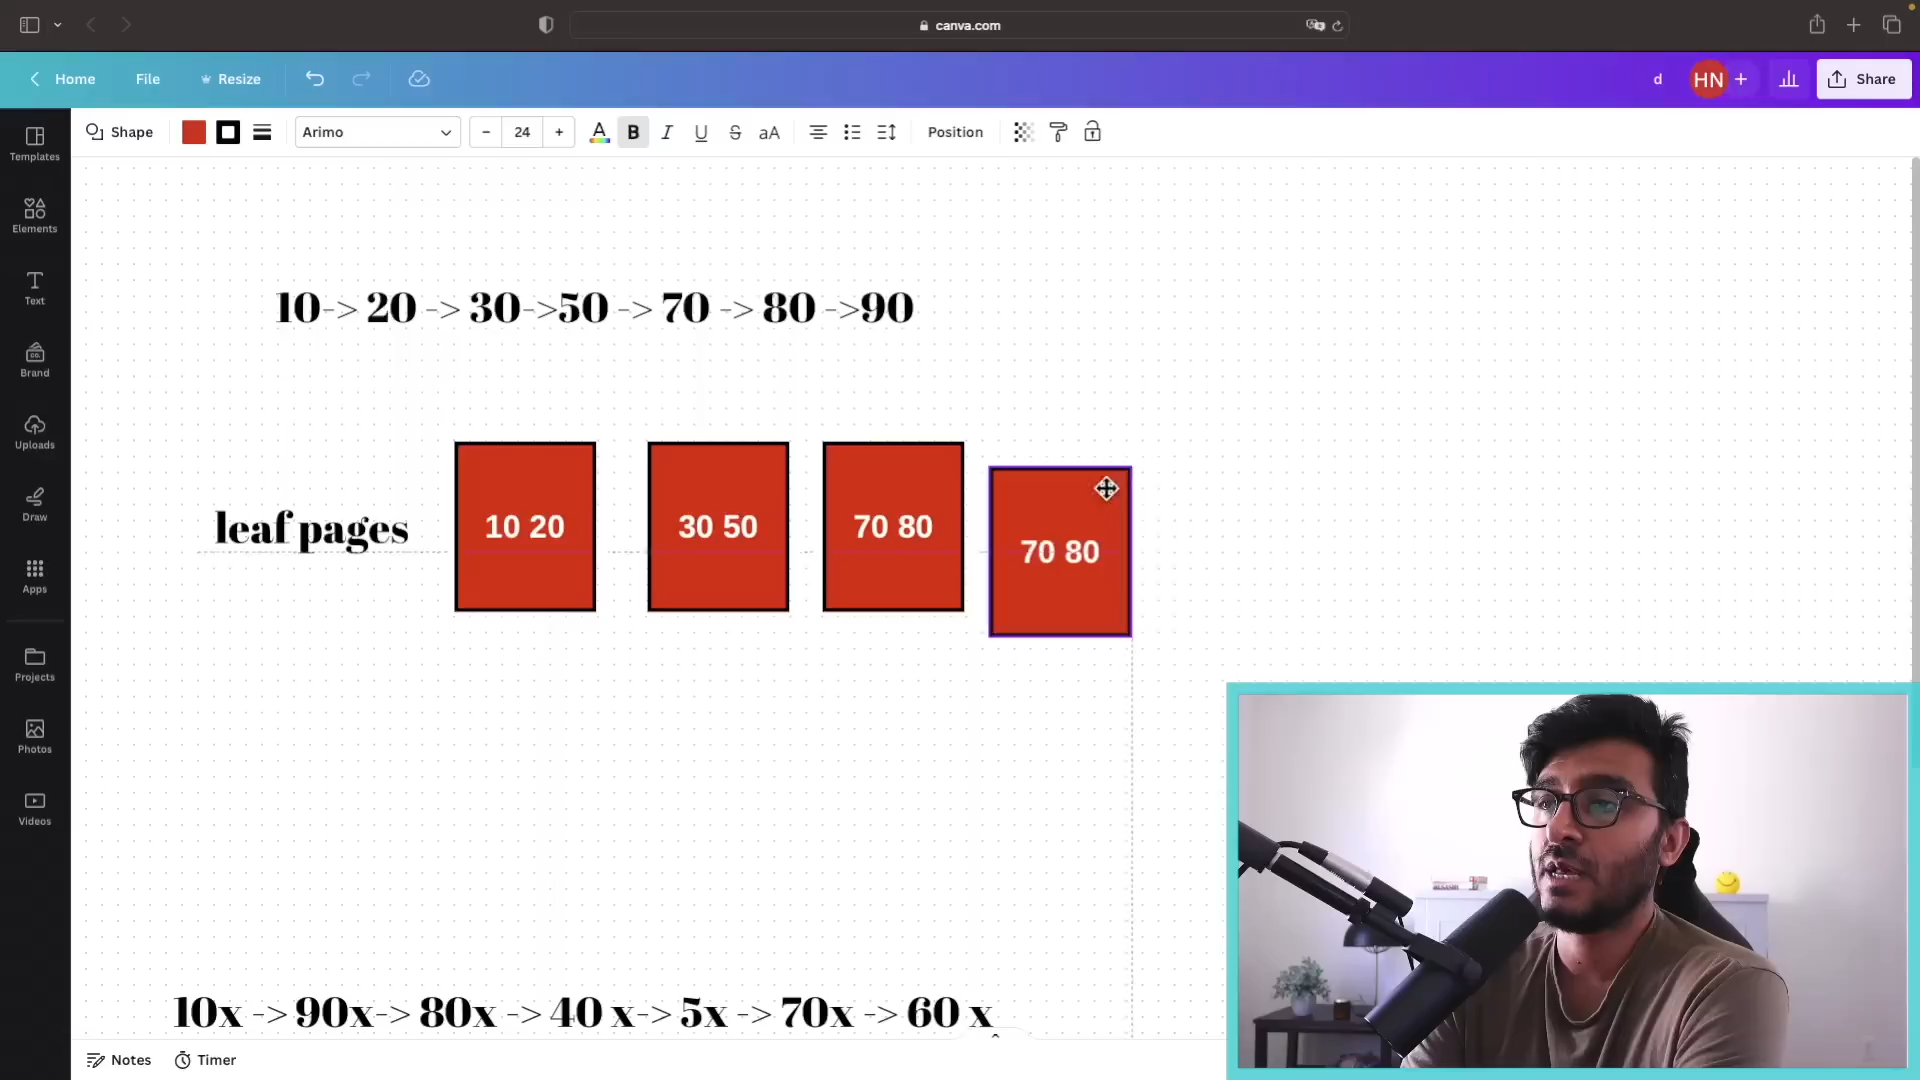 canva.com
Home
File
Resize
d
HN
+
Share
Shape
Arimo
- 24 +
A
B
I
U
S
aA
Position
Templates
Elements
Text
Brand
Uploads
Draw
Apps
Projects
Photos
Videos
10-> 20 -> 30->50 -> 70 -> 80 ->90
leaf pages
10 20
30 50
70 80
70 80
10x -> 90x-> 80x -> 40 x-> 5x -> 70x -> 60 x
Notes
Timer